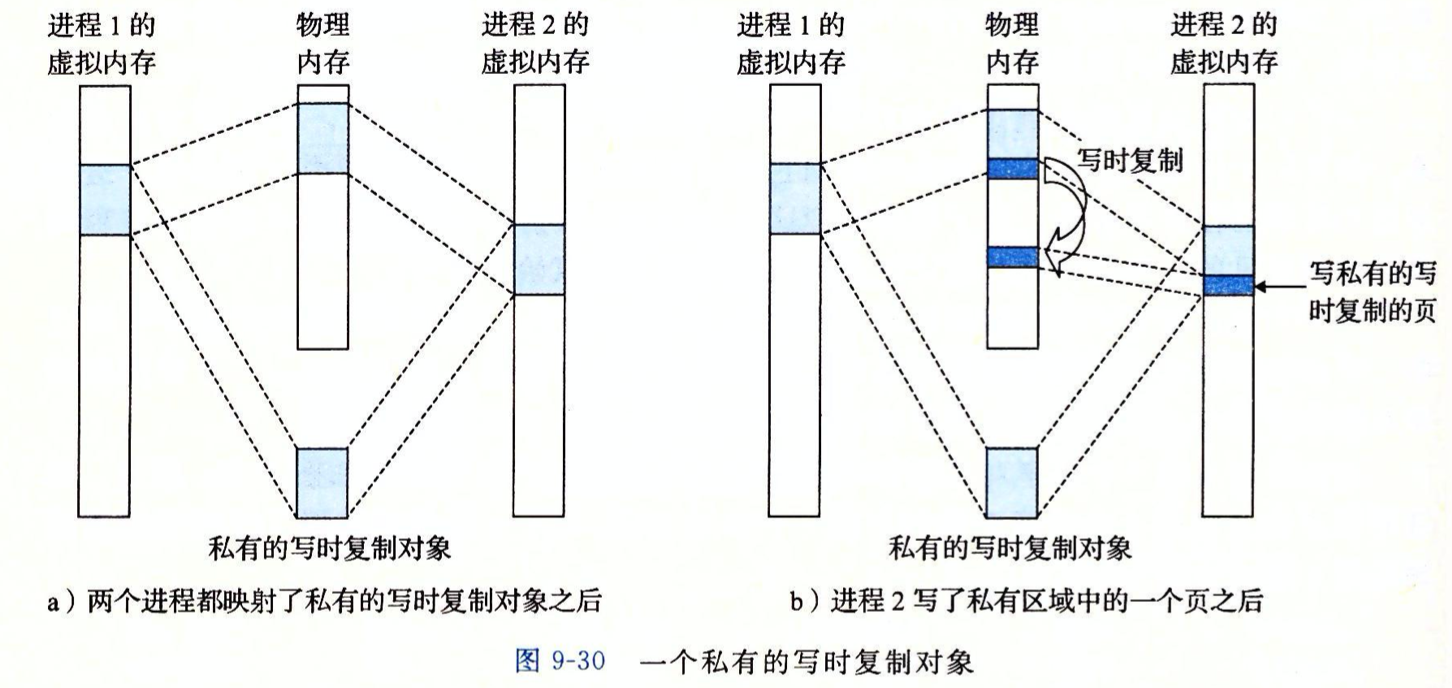 进程 1 的
虚拟内存
物理
内存
进程 2 的
虚拟内存
私有的写时复制对象
a）两个进程都映射了私有的写时复制对象之后
进程 1 的
虚拟内存
物理
内存
进程 2 的
虚拟内存
写时复制
写私有的写
时复制的页
私有的写时复制对象
b）进程 2 写了私有区域中的一个页之后
图 9-30 一个私有的写时复制对象